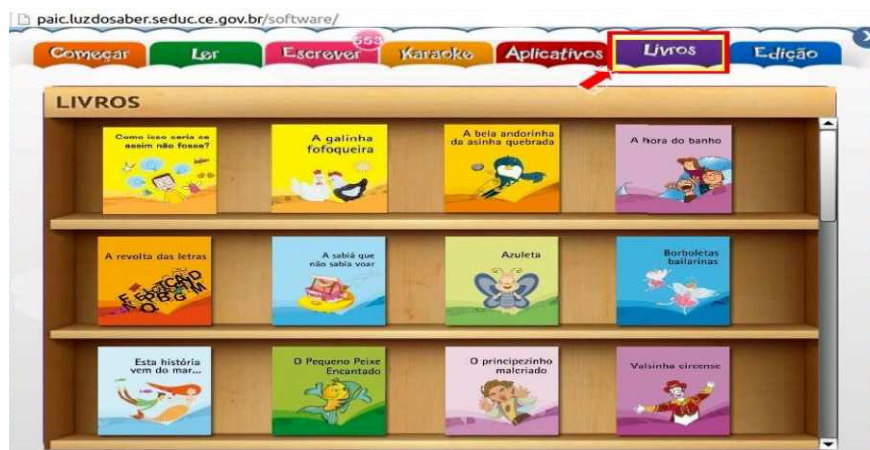 paic.luzdosaber.seduc.ce.gov.br/software/
553
Começar Ler Escrever Karaoke Aplicativos Livros Edição
LIVROS
Como isso seria se
assim não fosse?
A galinha
fofoqueira
A bela andorinha
da asinha quebrada
A hora do banho
A revolta das letras
A sabiá que
não sabia voar
Azuleta
Borboletas
bailarinas
Esta história
vem do mar...
O Pequeno Peixe
Encantado
O principezinho
malcriado
Valsinha circense